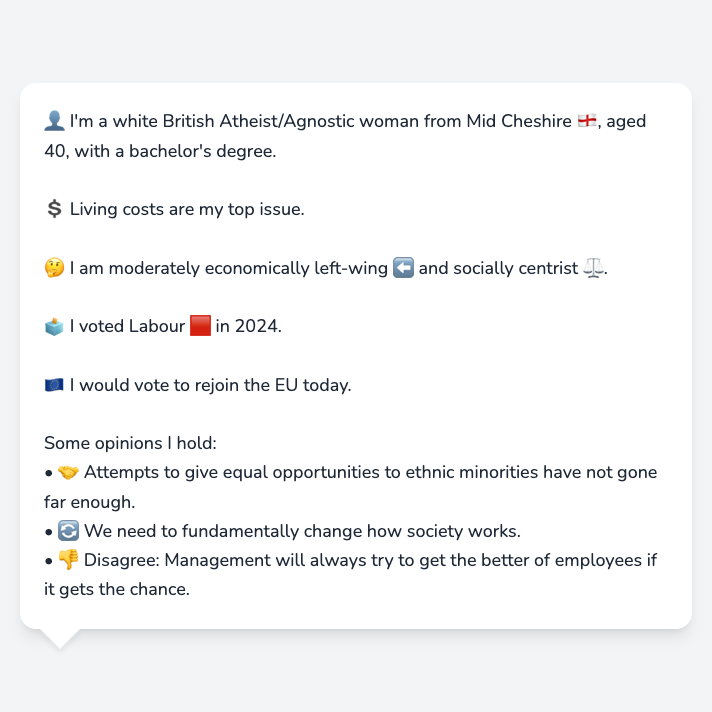 👤 I'm a white British Atheist/Agnostic woman from Mid Cheshire 🏴󠁧󠁢󠁥󠁮󠁧󠁿, aged
40, with a bachelor's degree.
💲 Living costs are my top issue.
🤔 I am moderately economically left-wing ⬅️ and socially centrist ⚖️.
🗳️ I voted Labour 🟥 in 2024.
🇪🇺 I would vote to rejoin the EU today.
Some opinions I hold:
• 🤝 Attempts to give equal opportunities to ethnic minorities have not gone
far enough.
• 🔄 We need to fundamentally change how society works.
• 👎 Disagree: Management will always try to get the better of employees if
it gets the chance.